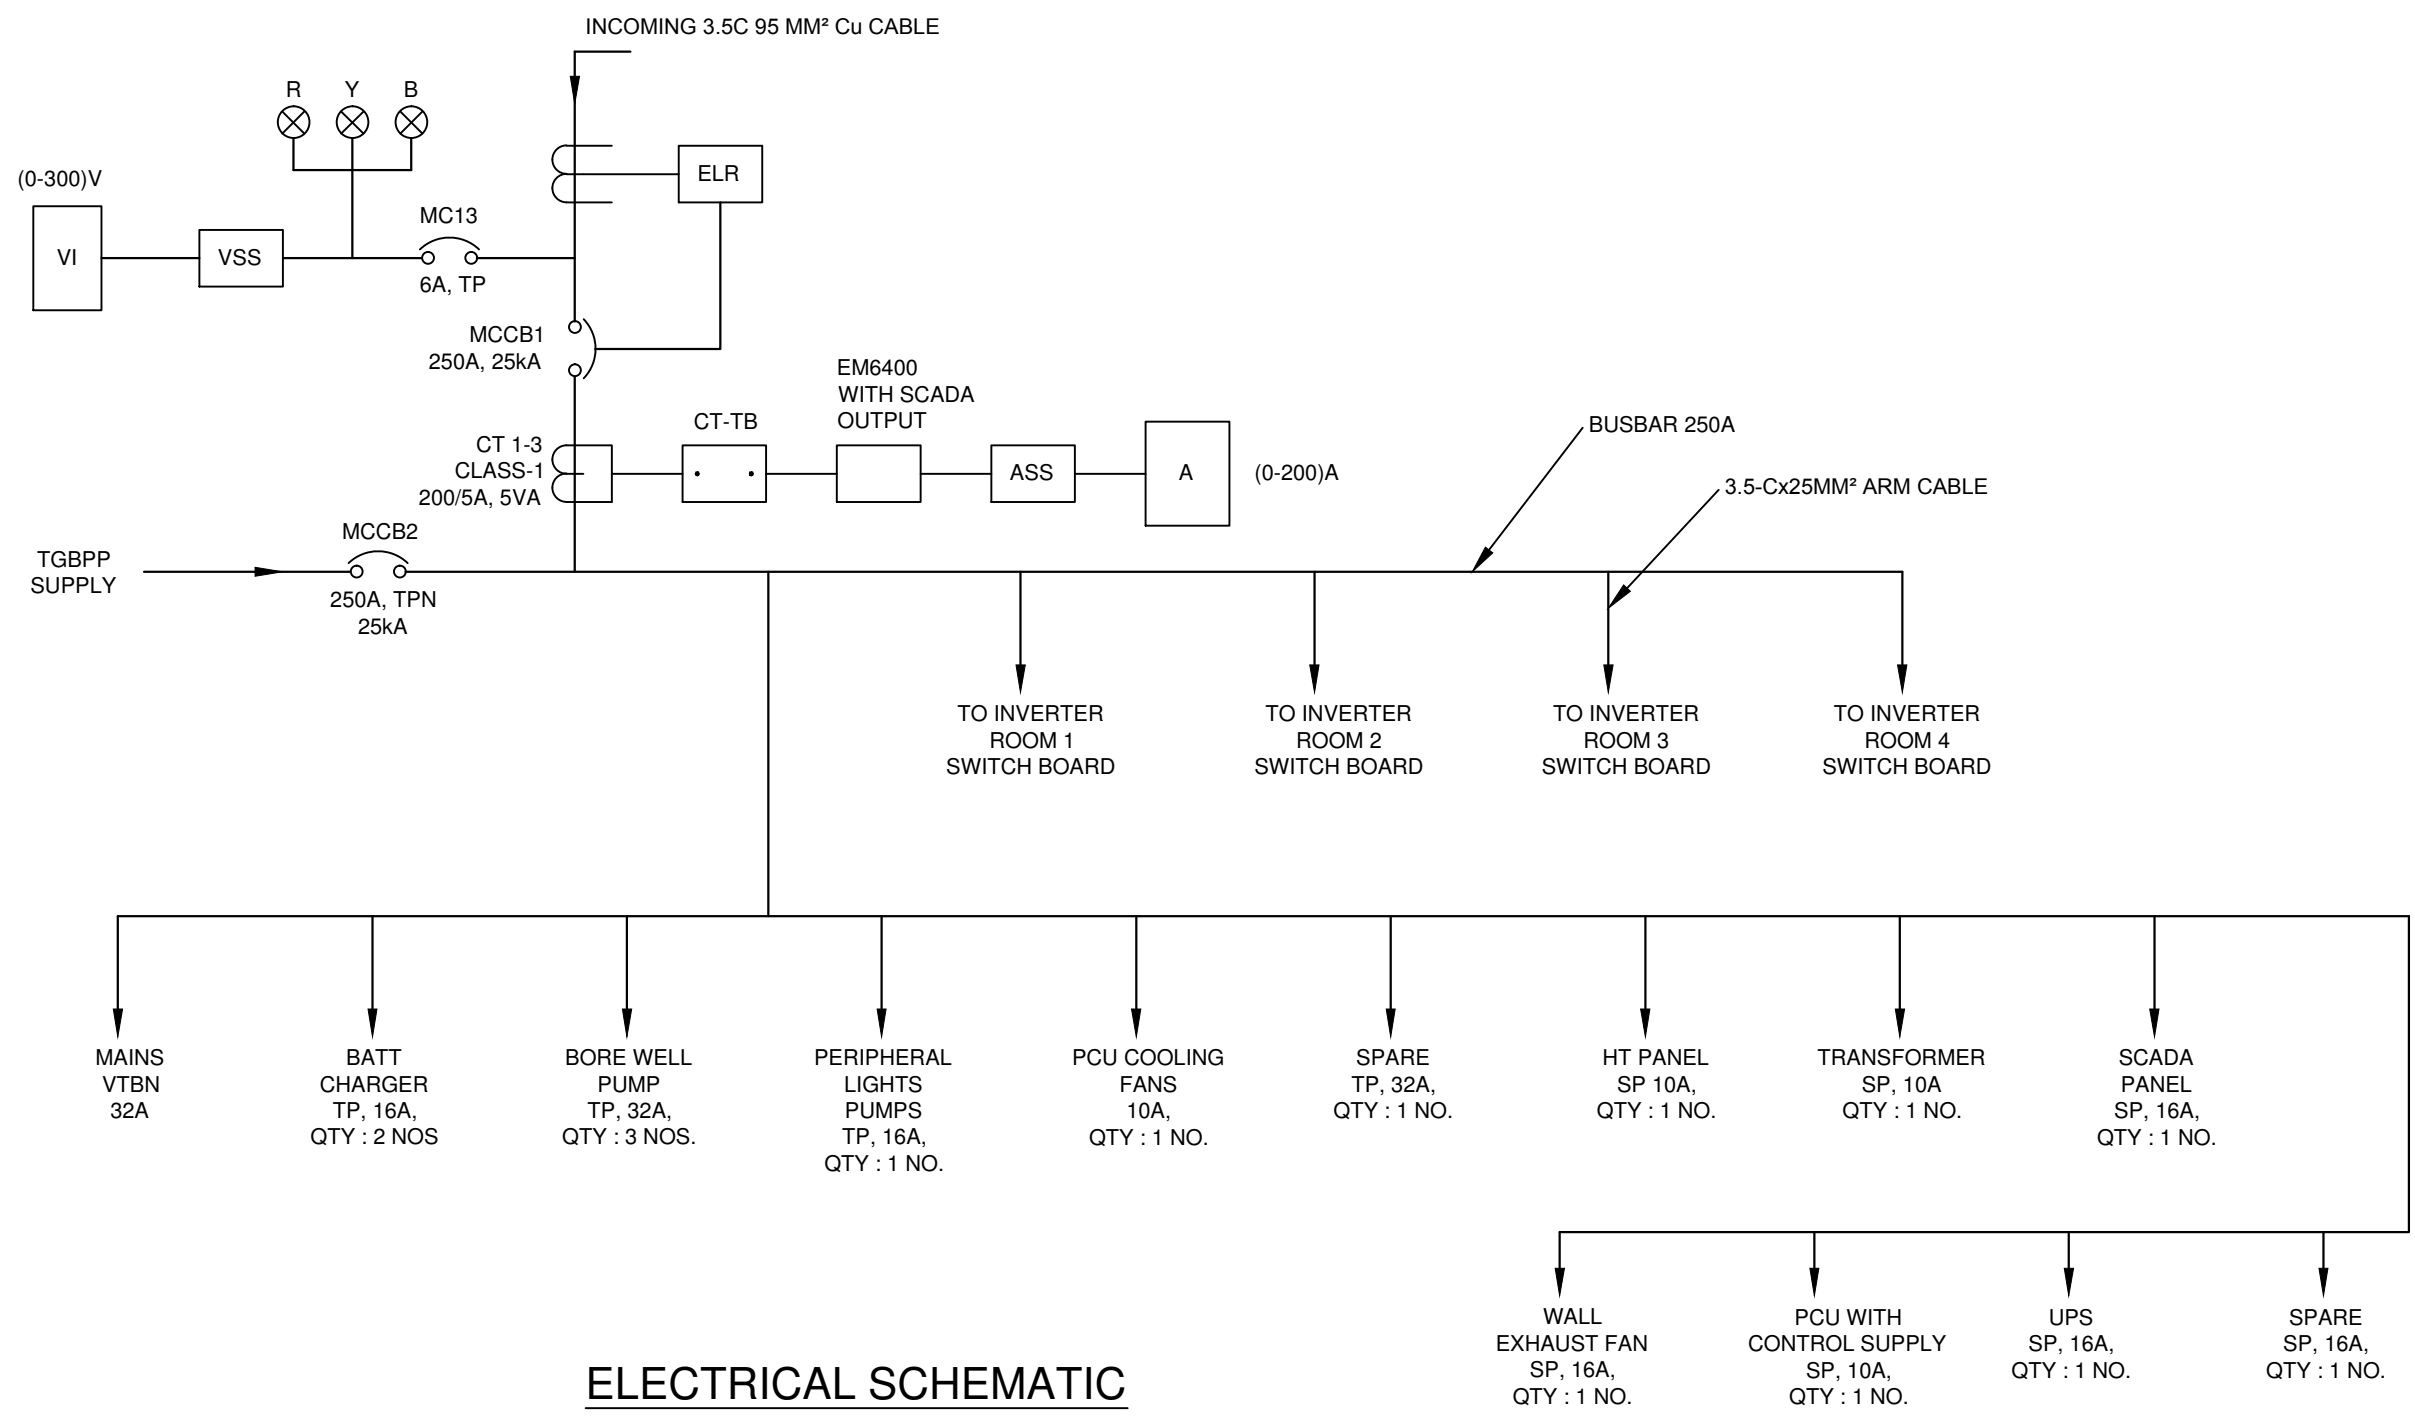 INCOMING 3.5C 95 MM² Cu CABLE
R
Y
B
(0-300)V
VI
VSS
MC13
6A, TP
ELR
MCCB1
250A, 25kA
CT 1-3
CLASS-1
200/5A, 5VA
CT-TB
EM6400
WITH SCADA
OUTPUT
ASS
A
(0-200)A
BUSBAR 250A
3.5-Cx25MM² ARM CABLE
TGBPP
SUPPLY
MCCB2
250A, TPN
25kA
TO INVERTER
ROOM 1
SWITCH BOARD
TO INVERTER
ROOM 2
SWITCH BOARD
TO INVERTER
ROOM 3
SWITCH BOARD
TO INVERTER
ROOM 4
SWITCH BOARD
MAINS
VTBN
32A
BATT
CHARGER
TP, 16A,
QTY : 2 NOS
BORE WELL
PUMP
TP, 32A,
QTY : 3 NOS.
PERIPHERAL
LIGHTS
PUMPS
TP, 16A,
QTY : 1 NO.
PCU COOLING
FANS
10A,
QTY : 1 NO.
SPARE
TP, 32A,
QTY : 1 NO.
HT PANEL
SP 10A,
QTY : 1 NO.
TRANSFORMER
SP, 10A
QTY : 1 NO.
SCADA
PANEL
SP, 16A,
QTY : 1 NO.
WALL
EXHAUST FAN
SP, 16A,
QTY : 1 NO.
PCU WITH
CONTROL SUPPLY
SP, 10A,
QTY : 1 NO.
UPS
SP, 16A,
QTY : 1 NO.
SPARE
SP, 16A,
QTY : 1 NO.
ELECTRICAL SCHEMATIC